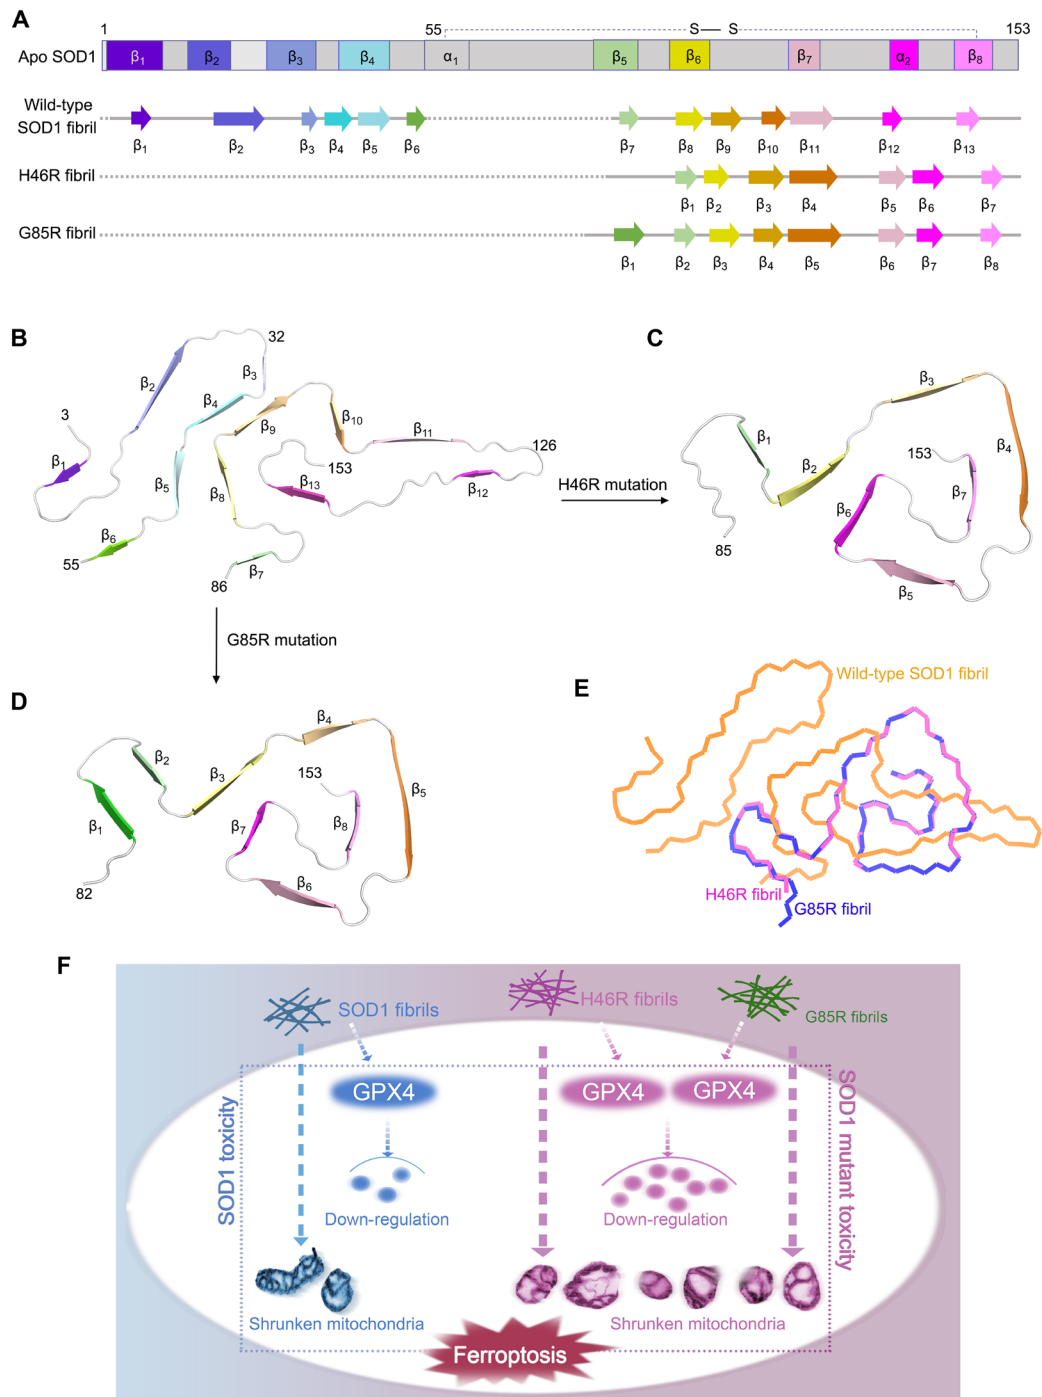 A
1
55
S
S
153
Apo SOD1
β1
β2
β3
β4
α1
β5
β6
β7
α2
β8
Wild-type
SOD1 fibril
β1
β2
β3
β4
β5
β6
β7
β8
β9
β10
β11
β12
β13
H46R fibril
β1
β2
β3
β4
β5
β6
β7
G85R fibril
β1
β2
β3
β4
β5
β6
β7
β8
B
32
β2
β3
β4
3
β9
β10
β11
126
β1
153
β5
β8
β13
β12
β6
55
86
β7
H46R mutation
G85R mutation
C
β3
β1
β4
β2
153
β7
β6
85
β5
D
β4
β2
β3
153
β5
β1
β7
β8
82
β6
E
Wild-type SOD1 fibril
H46R fibril
G85R fibril
F
SOD1 fibrils
H46R fibrils
G85R fibrils
GPX4
GPX4
GPX4
SOD1 toxicity
SOD1 mutant toxicity
Down-regulation
Down-regulation
Shrunken mitochondria
Shrunken mitochondria
Ferroptosis